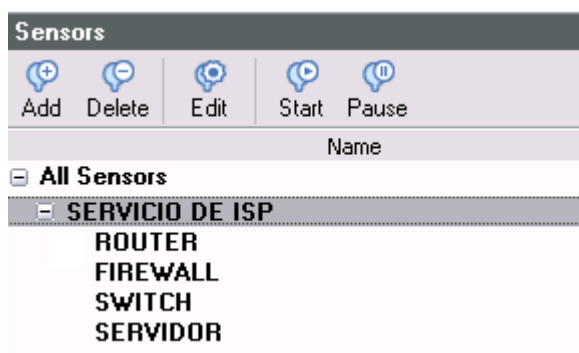 Sensors
Add Delete Edit Start Pause
Name
All Sensors
SERVICIO DE ISP
ROUTER
FIREWALL
SWITCH
SERVIDOR